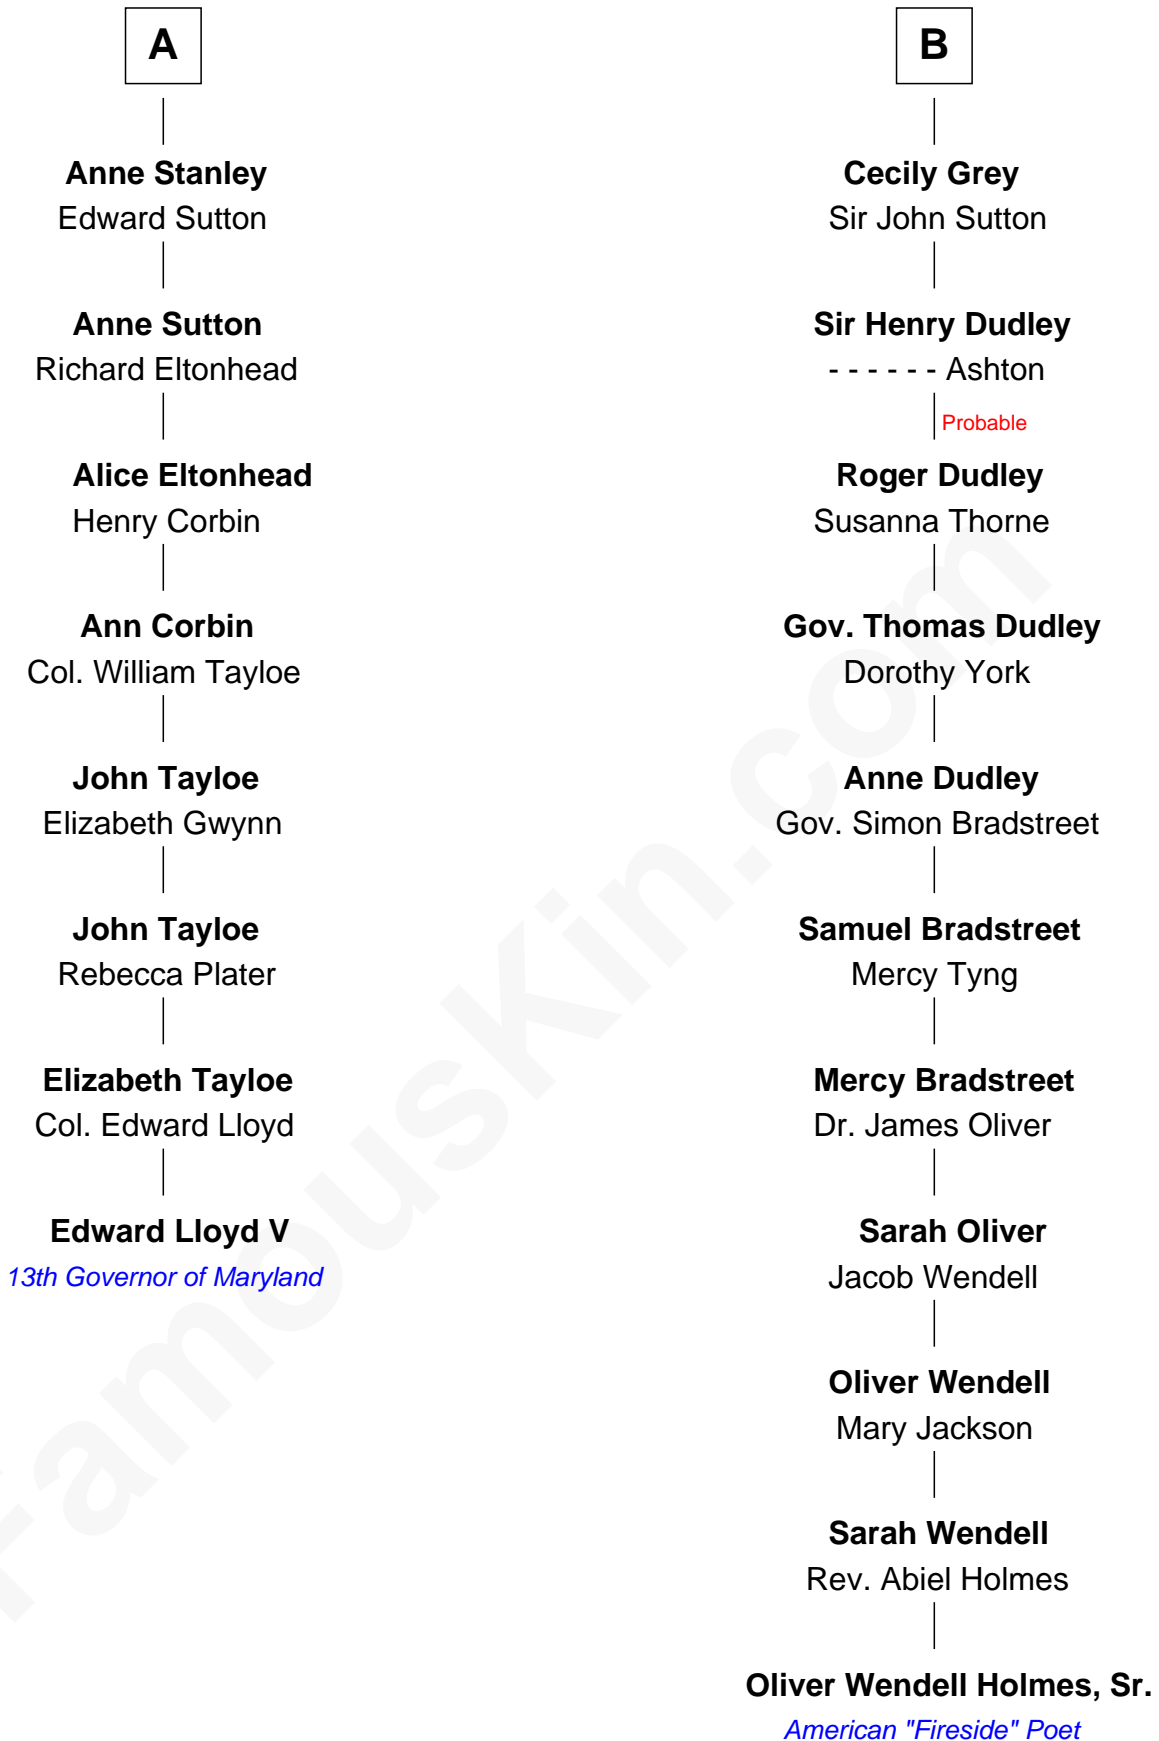 A
Anne Stanley
Edward Sutton
Anne Sutton
Richard Eltonhead
Alice Eltonhead
Henry Corbin
Ann Corbin
Col. William Tayloe
John Tayloe
Elizabeth Gwynn
John Tayloe
Rebecca Plater
Elizabeth Tayloe
Col. Edward Lloyd
Edward Lloyd V
13th Governor of Maryland
B
Cecily Grey
Sir John Sutton
Sir Henry Dudley
- - - - - - Ashton
Probable
Roger Dudley
Susanna Thorne
Gov. Thomas Dudley
Dorothy York
Anne Dudley
Gov. Simon Bradstreet
Samuel Bradstreet
Mercy Tyng
Mercy Bradstreet
Dr. James Oliver
Sarah Oliver
Jacob Wendell
Oliver Wendell
Mary Jackson
Sarah Wendell
Rev. Abiel Holmes
Oliver Wendell Holmes, Sr.
American "Fireside" Poet
FamousKin.com